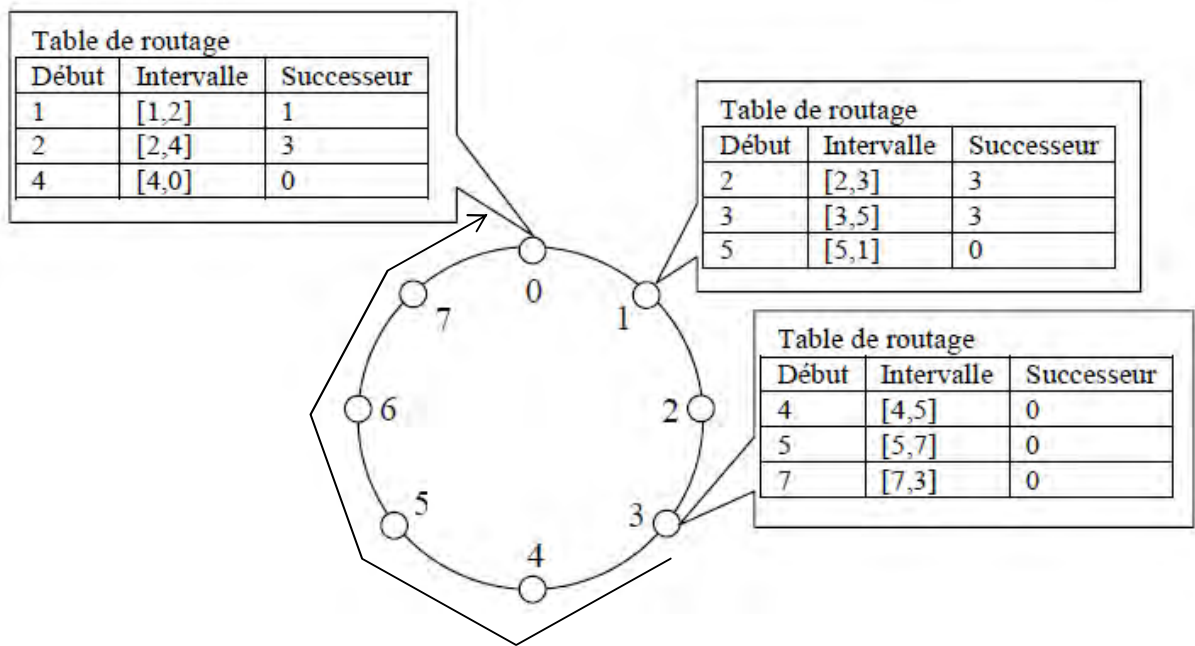 Table de routage
Début Intervalle Successeur
1 [1,2] 1
2 [2,4] 3
4 [4,0] 0
Table de routage
Début Intervalle Successeur
2 [2,3] 3
3 [3,5] 3
5 [5,1] 0
Table de routage
Début Intervalle Successeur
4 [4,5] 0
5 [5,7] 0
7 [7,3] 0
0
7
1
6
2
5
3
4